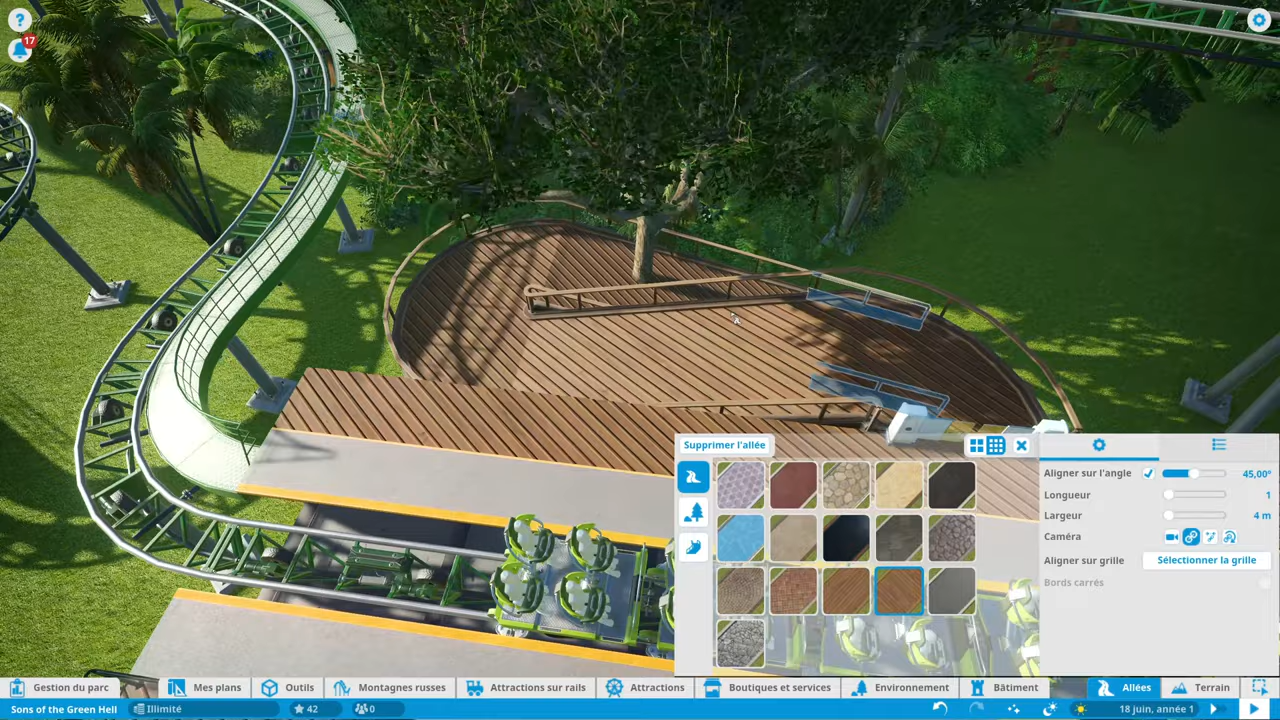 ?
17
Supprimer l'allée
Aligner sur l'angle 45,00°
Longueur 1
Largeur 4 m
Caméra
Aligner sur grille Sélectionner la grille
Bords carrés
Gestion du parc Mes plans Outils Montagnes russes Attractions sur rails Attractions Boutiques et services Environnement Bâtiment Allées Terrain
Sons of the Green Hell Illimité 42 0 18 juin, année 1